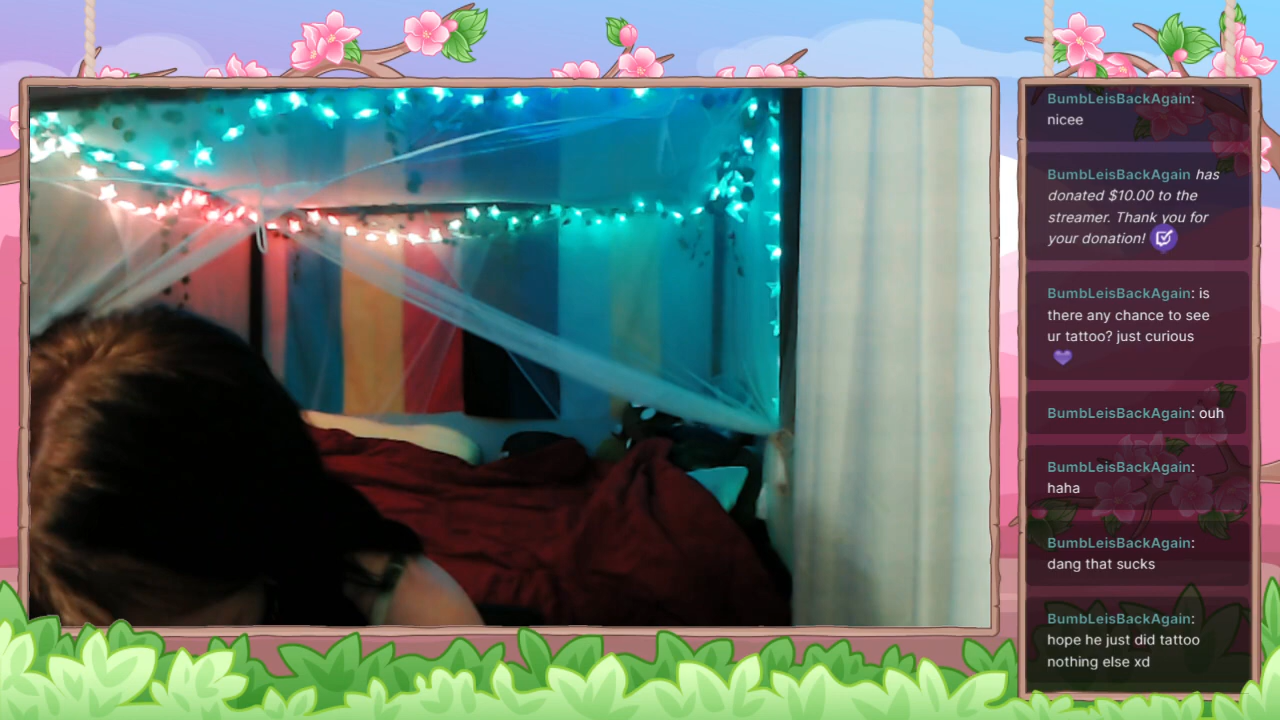 BumbLeisBackAgain:
nicee
BumbLeisBackAgain has
donated $10.00 to the
streamer. Thank you for
your donation!
BumbLeisBackAgain: is
there any chance to see
ur tattoo? just curious
BumbLeisBackAgain: ouh
BumbLeisBackAgain:
haha
BumbLeisBackAgain:
dang that sucks
BumbLeisBackAgain:
hope he just did tattoo
nothing else xd